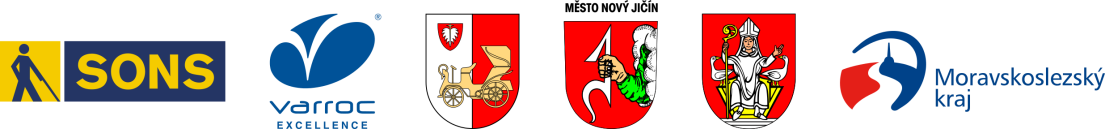 SONS
varroc
EXCELLENCE
®
MĚSTO NOVÝ JIČÍN
Moravskoslezský
kraj